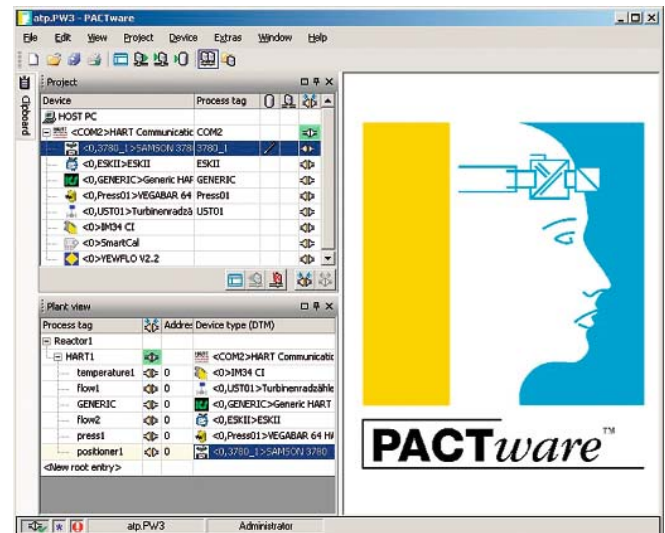 atp.PW3 - PACTware
File Edit View Project Device Extras Window Help
Clipboard
Project
Device Process tag
HOST PC
<COM2>HART Communicatic COM2
<0,3780_1>SAMSON 378 3780_1
<0,ESKII>ESKII ESKII
<0,GENERIC>Generic HAF GENERIC
<0,Press01>VEGABAR 64 Press01
<0,UST01>Turbinenradzä UST01
<0>IM34 CI
<0>SmartCal
<0>YEWFLO V2.2
Plant view
Process tag Addre: Device type (DTM)
Reactor1
HART1 <COM2>HART Communicatic
temperature1 0 <0>IM34 CI
flow1 0 <0,UST01>Turbinenradzähle
GENERIC 0 <0,GENERIC>Generic HART
flow2 0 <0,ESKII>ESKII
press1 0 <0,Press01>VEGABAR 64 HA
positioner1 0 <0,3780_1>SAMSON 3780
<New root entry>
PACTware™
atp.PW3 Administrator